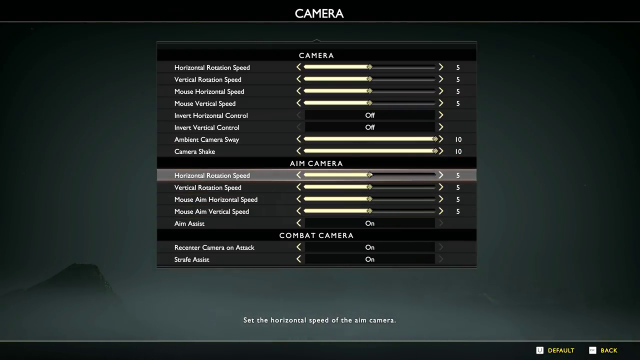 CAMERA
CAMERA
Horizontal Rotation Speed 5
Vertical Rotation Speed 5
Mouse Horizontal Speed 5
Mouse Vertical Speed 5
Invert Horizontal Control Off
Invert Vertical Control Off
Ambient Camera Sway 10
Camera Shake 10
AIM CAMERA
Horizontal Rotation Speed 5
Vertical Rotation Speed 5
Mouse Aim Horizontal Speed 5
Mouse Aim Vertical Speed 5
Aim Assist On
COMBAT CAMERA
Recenter Camera on Attack On
Strafe Assist On
Set the horizontal speed of the aim camera.
DEFAULT BACK